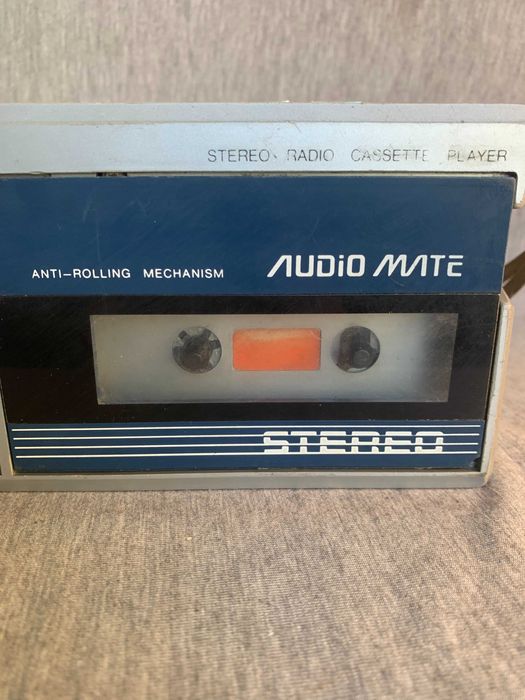 STEREO RADIO CASSETTE PLAYER
AUDiO MATE
ANTI-ROLLING MECHANISM
STEREO